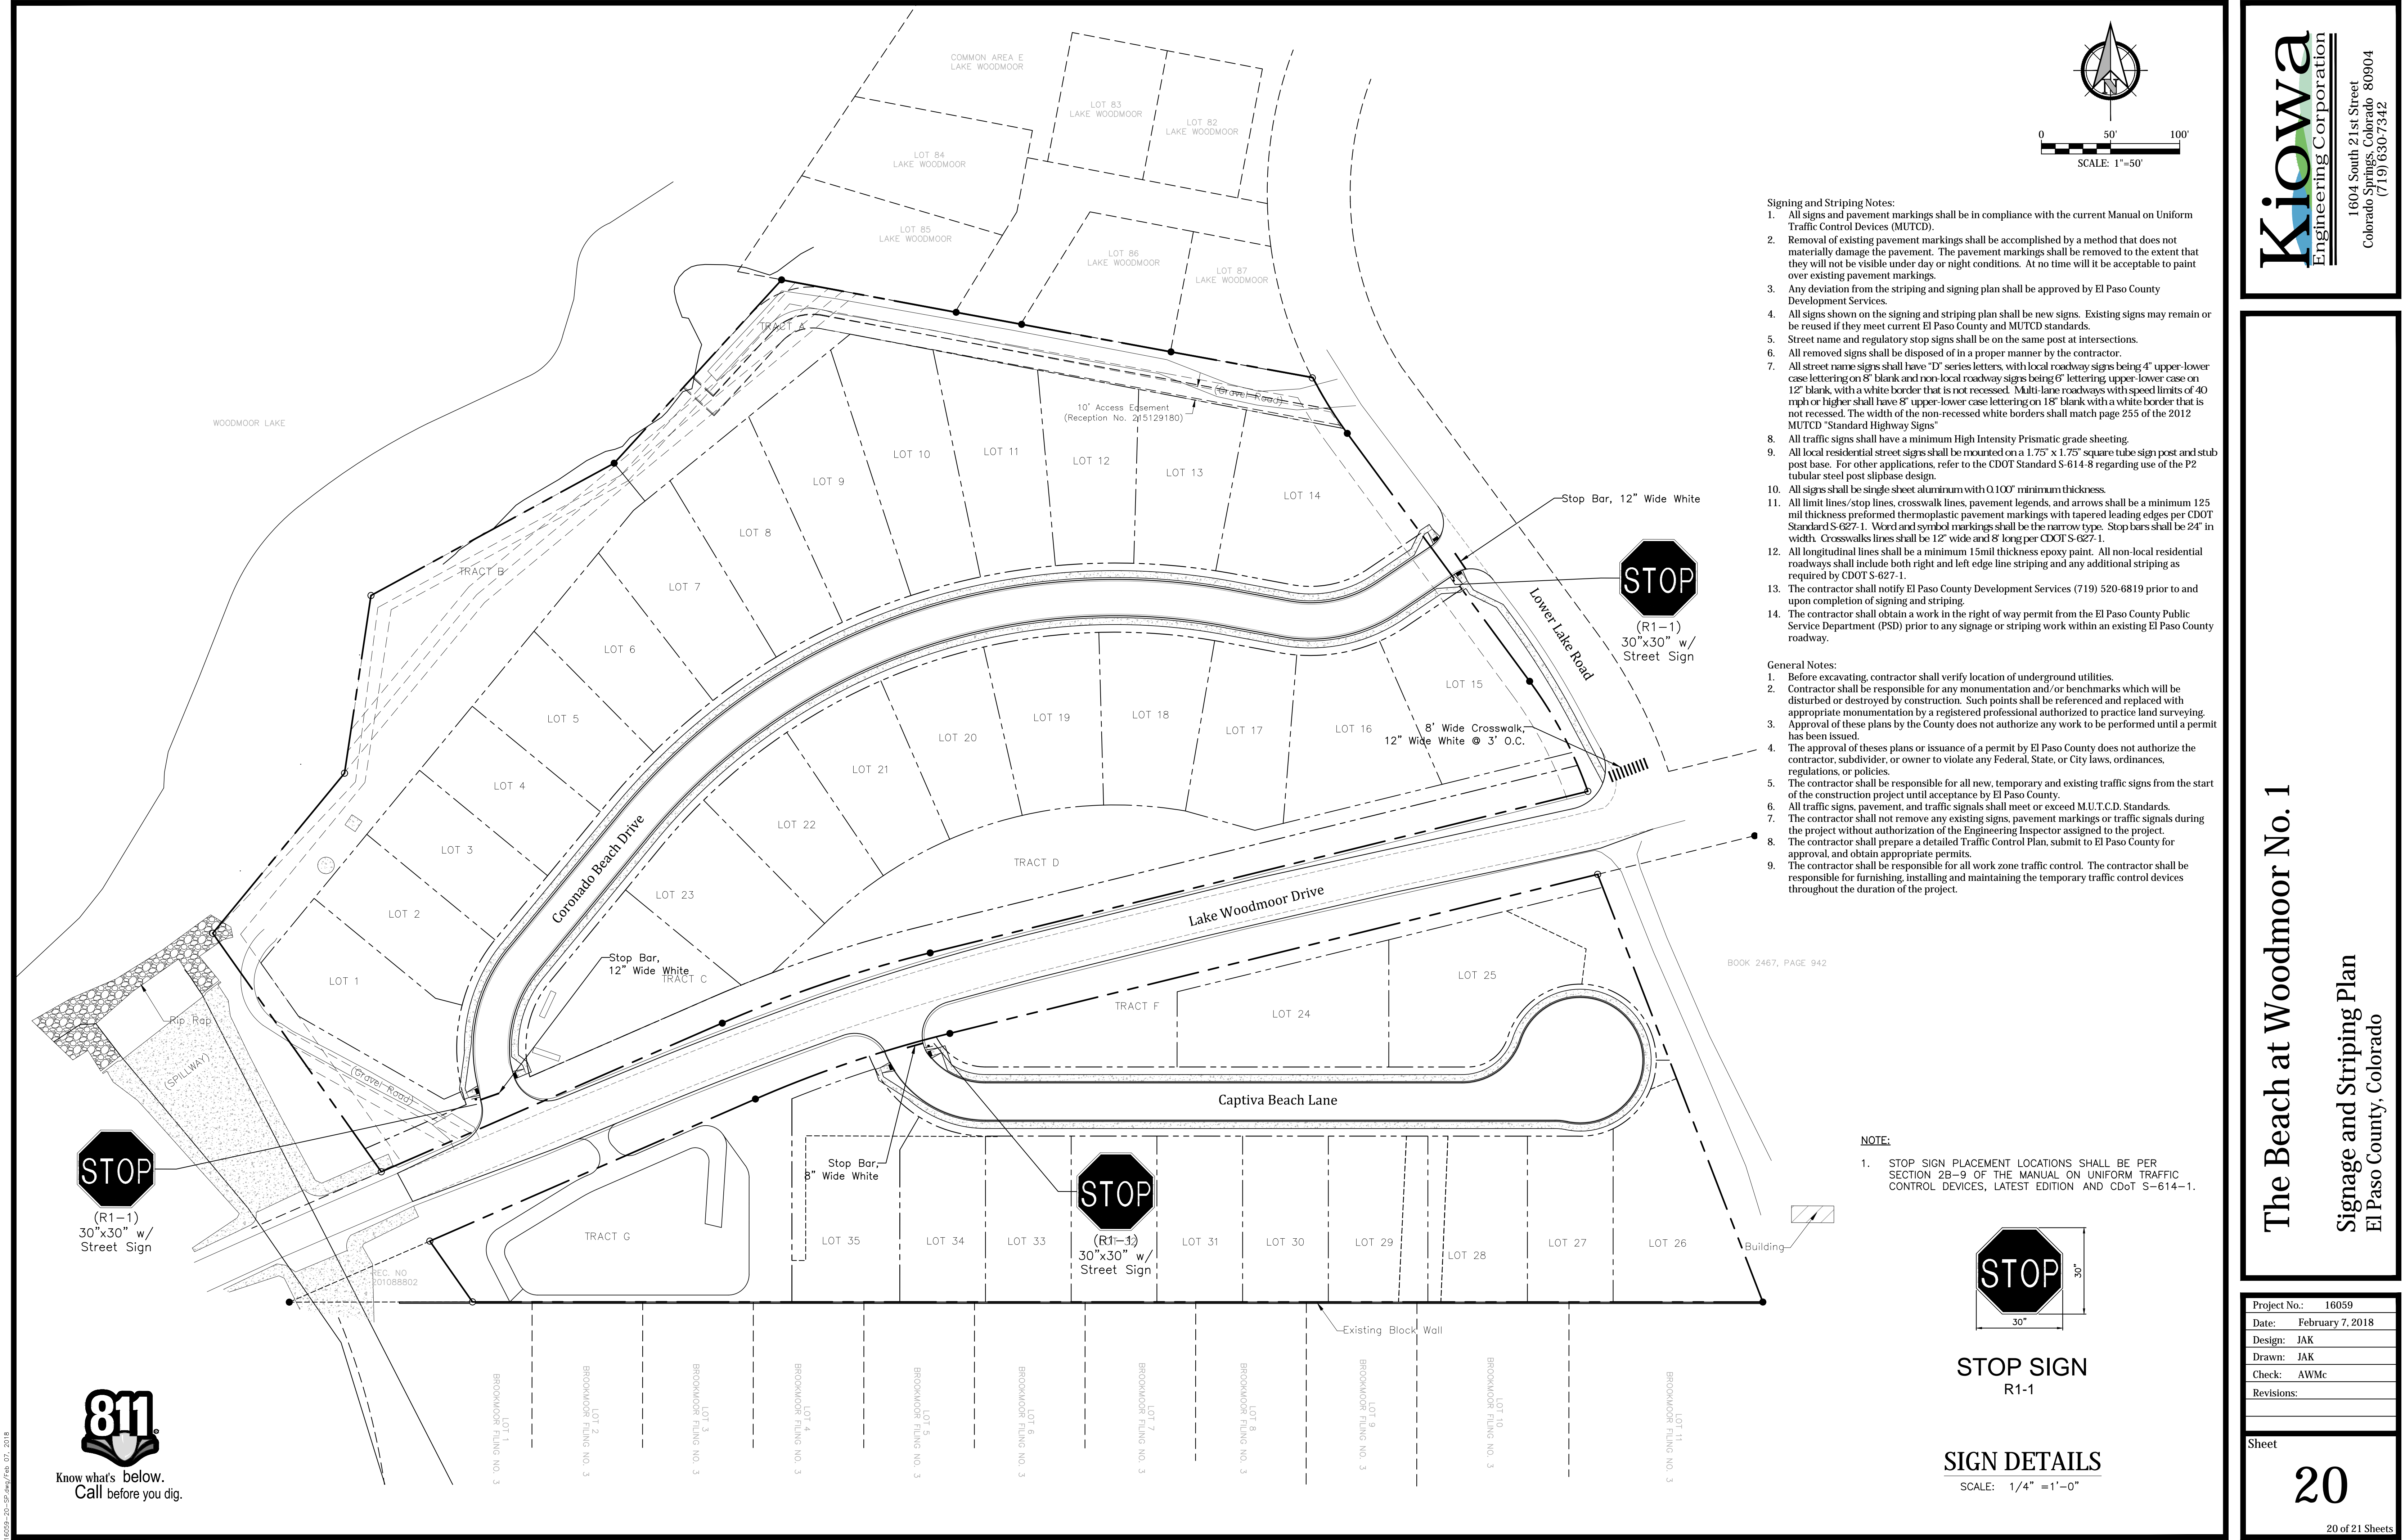 COMMON AREA E
LAKE WOODMOOR
LOT 83
LAKE WOODMOOR
LOT 82
LAKE WOODMOOR
LOT 84
LAKE WOODMOOR
LOT 85
LAKE WOODMOOR
LOT 86
LAKE WOODMOOR
LOT 87
LAKE WOODMOOR
N
0 50' 100'
SCALE: 1"=50'
Signing and Striping Notes:
1. All signs and pavement markings shall be in compliance with the current Manual on Uniform
Traffic Control Devices (MUTCD).
2. Removal of existing pavement markings shall be accomplished by a method that does not
materially damage the pavement. The pavement markings shall be removed to the extent that
they will not be visible under day or night conditions. At no time will it be acceptable to paint
over existing pavement markings.
3. Any deviation from the striping and signing plan shall be approved by El Paso County
Development Services.
4. All signs shown on the signing and striping plan shall be new signs. Existing signs may remain or
be reused if they meet current El Paso County and MUTCD standards.
5. Street name and regulatory stop signs shall be on the same post at intersections.
6. All removed signs shall be disposed of in a proper manner by the contractor.
7. All street name signs shall have "D" series letters, with local roadway signs being 4" upper-lower
case lettering on 8" blank and non-local roadway signs being 6" lettering, upper-lower case on
12" blank, with a white border that is not recessed. Multi-lane roadways with speed limits of 40
mph or higher shall have 8" upper-lower case lettering on 18" blank with a white border that is
not recessed. The width of the non-recessed white borders shall match page 255 of the 2012
MUTCD "Standard Highway Signs"
8. All traffic signs shall have a minimum High Intensity Prismatic grade sheeting.
9. All local residential street signs shall be mounted on a 1.75" x 1.75" square tube sign post and stub
post base. For other applications, refer to the CDOT Standard S-614-8 regarding use of the P2
tubular steel post slipbase design.
10. All signs shall be single sheet aluminum with 0.100" minimum thickness.
11. All limit lines/stop lines, crosswalk lines, pavement legends, and arrows shall be a minimum 125
mil thickness preformed thermoplastic pavement markings with tapered leading edges per CDOT
Standard S-627-1. Word and symbol markings shall be the narrow type. Stop bars shall be 24" in
width. Crosswalks lines shall be 12" wide and 8' long per CDOT S-627-1.
12. All longitudinal lines shall be a minimum 15mil thickness epoxy paint. All non-local residential
roadways shall include both right and left edge line striping and any additional striping as
required by CDOT S-627-1.
13. The contractor shall notify El Paso County Development Services (719) 520-6819 prior to and
upon completion of signing and striping.
14. The contractor shall obtain a work in the right of way permit from the El Paso County Public
Service Department (PSD) prior to any signage or striping work within an existing El Paso County
roadway.
General Notes:
1. Before excavating, contractor shall verify location of underground utilities.
2. Contractor shall be responsible for any monumentation and/or benchmarks which will be
disturbed or destroyed by construction. Such points shall be referenced and replaced with
appropriate monumentation by a registered professional authorized to practice land surveying.
3. Approval of these plans by the County does not authorize any work to be performed until a permit
has been issued.
4. The approval of theses plans or issuance of a permit by El Paso County does not authorize the
contractor, subdivider, or owner to violate any Federal, State, or City laws, ordinances,
regulations, or policies.
5. The contractor shall be responsible for all new, temporary and existing traffic signs from the start
of the construction project until acceptance by El Paso County.
6. All traffic signs, pavement, and traffic signals shall meet or exceed M.U.T.C.D. Standards.
7. The contractor shall not remove any existing signs, pavement markings or traffic signals during
the project without authorization of the Engineering Inspector assigned to the project.
8. The contractor shall prepare a detailed Traffic Control Plan, submit to El Paso County for
approval, and obtain appropriate permits.
9. The contractor shall be responsible for all work zone traffic control. The contractor shall be
responsible for furnishing, installing and maintaining the temporary traffic control devices
throughout the duration of the project.
WOODMOOR LAKE
TRACT A
(Gravel Road)
10' Access Easement
(Reception No. 215129180)
TRACT B
LOT 1
LOT 2
LOT 3
LOT 4
LOT 5
LOT 6
LOT 7
LOT 8
LOT 9
LOT 10
LOT 11
LOT 12
LOT 13
LOT 14
Stop Bar, 12" Wide White
STOP
(R1-1)
30"x30" w/
Street Sign
Lower Lake Road
LOT 15
LOT 16
8' Wide Crosswalk,
12" Wide White @ 3' O.C.
LOT 17
LOT 18
LOT 19
LOT 20
LOT 21
LOT 22
LOT 23
TRACT D
Coronado Beach Drive
Stop Bar,
12" Wide White
TRACT C
Lake Woodmoor Drive
Rip Rap
(SPILLWAY)
(Gravel Road)
STOP
(R1-1)
30"x30" w/
Street Sign
TRACT F
LOT 24
LOT 25
BOOK 2467, PAGE 942
Captiva Beach Lane
Stop Bar,
8" Wide White
STOP
(R1-1)
30"x30" w/
Street Sign
TRACT G
LOT 35
LOT 34
LOT 33
LOT 31
LOT 30
LOT 29
LOT 28
LOT 27
LOT 26
Building
REC. NO
201088802
Existing Block Wall
LOT 1
BROOKMOOR FILING NO. 3
LOT 2
BROOKMOOR FILING NO. 3
LOT 3
BROOKMOOR FILING NO. 3
LOT 4
BROOKMOOR FILING NO. 3
LOT 5
BROOKMOOR FILING NO. 3
LOT 6
BROOKMOOR FILING NO. 3
LOT 7
BROOKMOOR FILING NO. 3
LOT 8
BROOKMOOR FILING NO. 3
LOT 9
BROOKMOOR FILING NO. 3
LOT 10
BROOKMOOR FILING NO. 3
LOT 11
BROOKMOOR FILING NO. 3
811
Know what's below.
Call before you dig.
16059-20-SP.dwg/Feb 07, 2018
NOTE:
1. STOP SIGN PLACEMENT LOCATIONS SHALL BE PER
SECTION 2B-9 OF THE MANUAL ON UNIFORM TRAFFIC
CONTROL DEVICES, LATEST EDITION AND CDoT S-614-1.
STOP
30"
30"
STOP SIGN
R1-1
SIGN DETAILS
SCALE: 1/4" =1'-0"
Kiowa
Engineering Corporation
1604 South 21st Street
Colorado Springs, Colorado 80904
(719) 630-7342
The Beach at Woodmoor No. 1
Signage and Striping Plan
El Paso County, Colorado
Project No.: 16059
Date: February 7, 2018
Design: JAK
Drawn: JAK
Check: AWMc
Revisions:
Sheet
20
20 of 21 Sheets